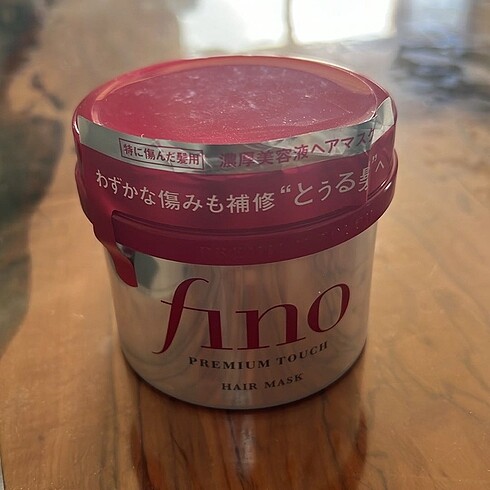 特に傷んだ髪用 濃厚美容液ヘアマスク
わずかな傷みも補修“とぅる髪”へ
fino
PREMIUM TOUCH
HAIR MASK